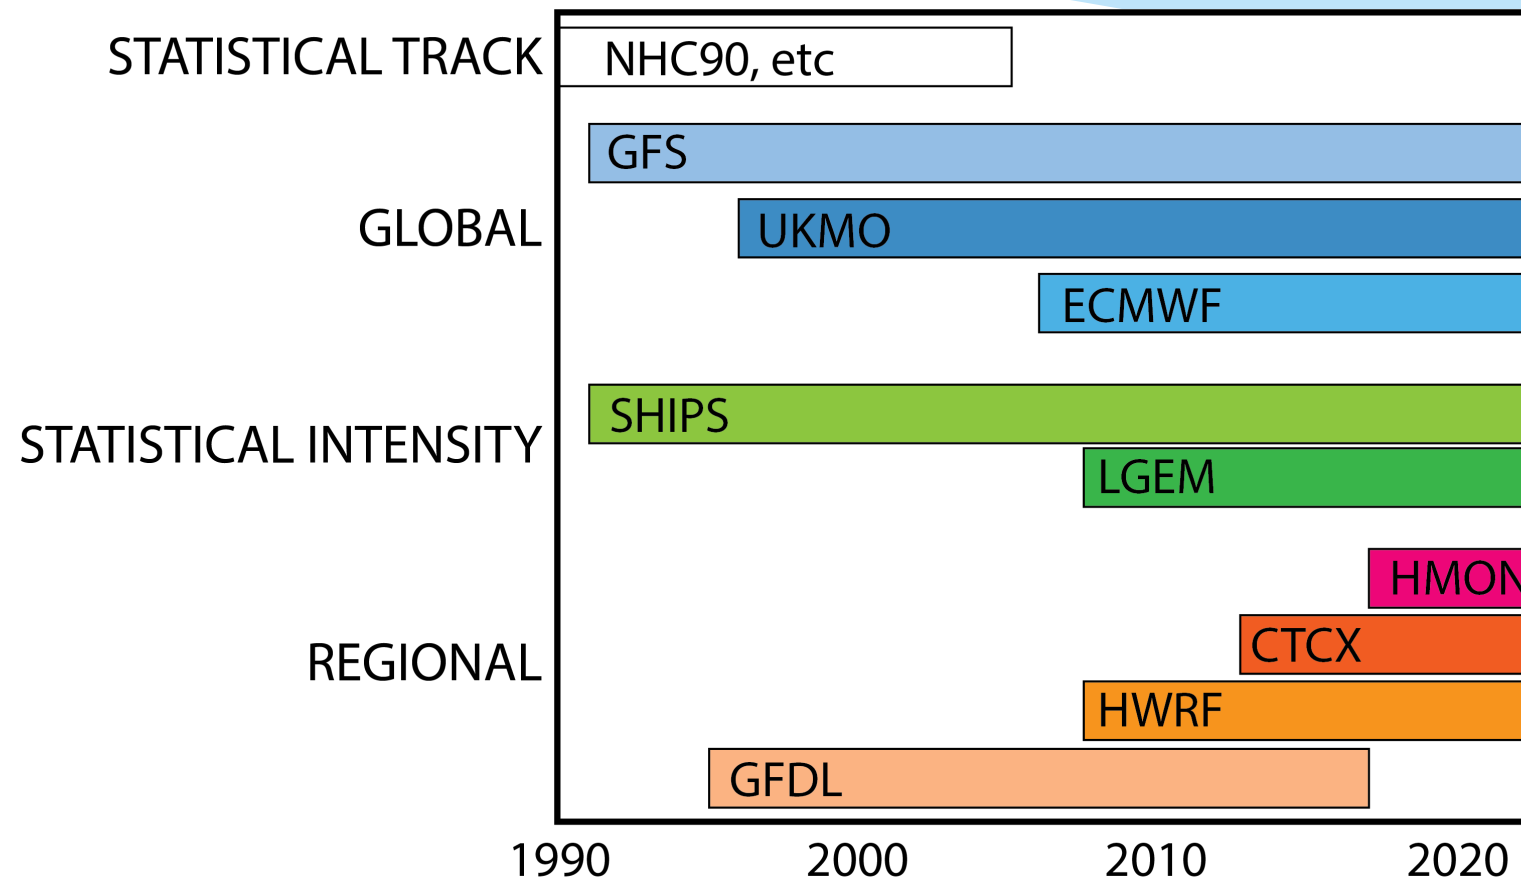 STATISTICAL TRACK
NHC90, etc
GFS
GLOBAL
UKMO
ECMWF
SHIPS
STATISTICAL INTENSITY
LGEM
HMON
CTCX
REGIONAL
HWRF
GFDL
1990 2000 2010 2020